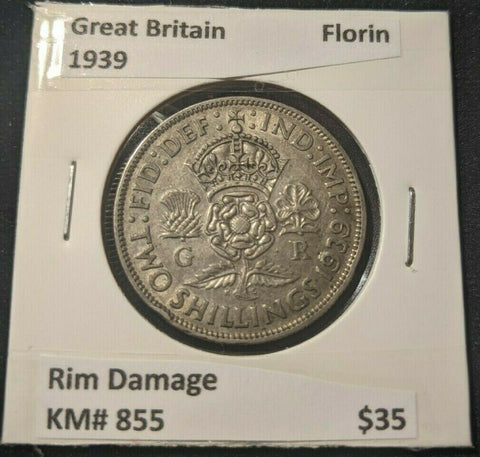 Great Britain Florin
1939
FID: DEF: IND: IMP: 1939
G R
TWO SHILLINGS
Rim Damage
KM# 855 $35